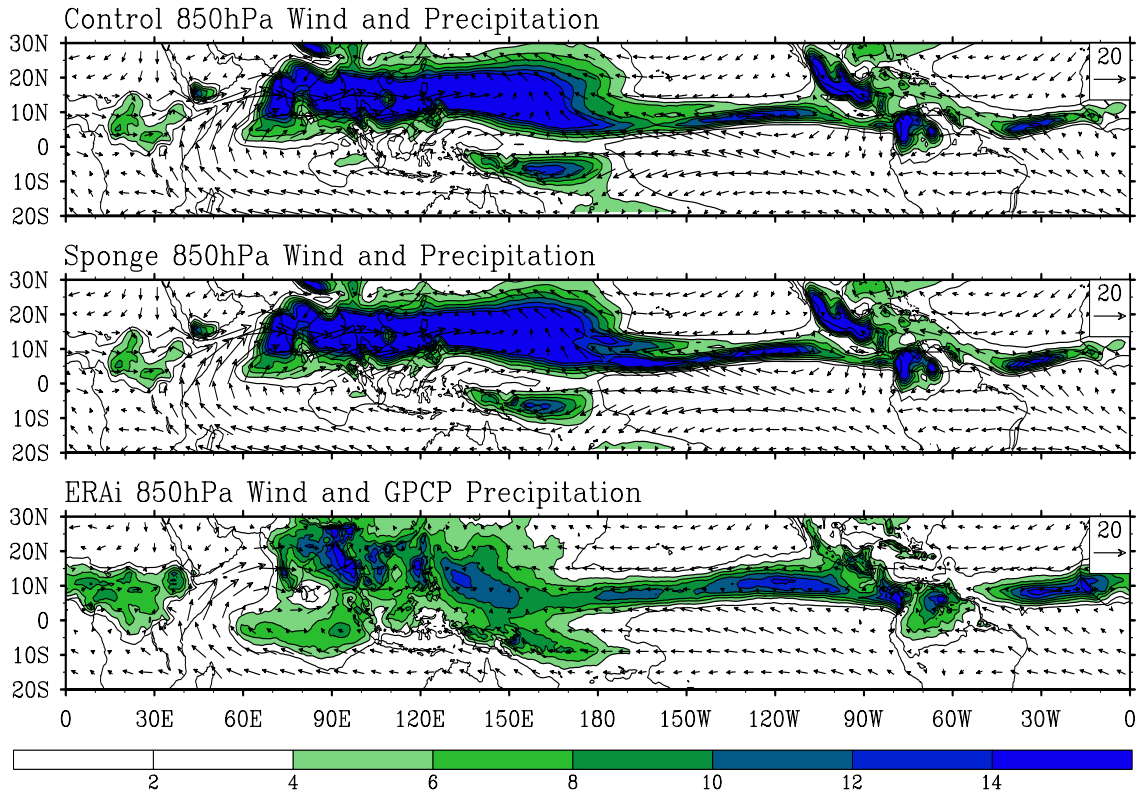 Control 850hPa Wind and Precipitation
30N
20
20N
10N
0
10S
20S
Sponge 850hPa Wind and Precipitation
30N
20
20N
10N
0
10S
20S
ERAi 850hPa Wind and GPCP Precipitation
30N
20
20N
10N
0
10S
20S
0 30E 60E 90E 120E 150E 180 150W 120W 90W 60W 30W 0
2 4 6 8 10 12 14